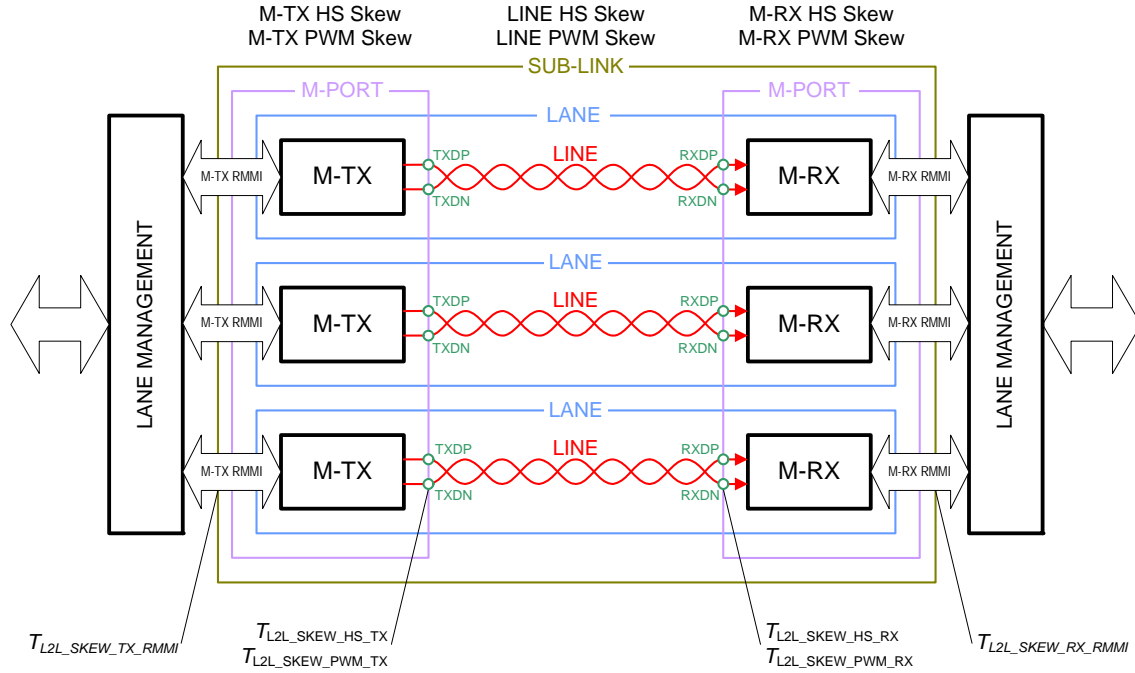 M-TX HS Skew
M-TX PWM Skew
LINE HS Skew
LINE PWM Skew
M-RX HS Skew
M-RX PWM Skew
SUB-LINK
M-PORT
M-PORT
LANE
LANE MANAGEMENT
M-TX RMMI
M-TX
TXDP
TXDN
LINE
RXDP
RXDN
M-RX
M-RX RMMI
LANE MANAGEMENT
LANE
M-TX RMMI
M-TX
TXDP
TXDN
LINE
RXDP
RXDN
M-RX
M-RX RMMI
LANE
M-TX RMMI
M-TX
TXDP
TXDN
LINE
RXDP
RXDN
M-RX
M-RX RMMI
TL2L_SKEW_TX_RMMI
TL2L_SKEW_HS_TX
TL2L_SKEW_PWM_TX
TL2L_SKEW_HS_RX
TL2L_SKEW_PWM_RX
TL2L_SKEW_RX_RMMI